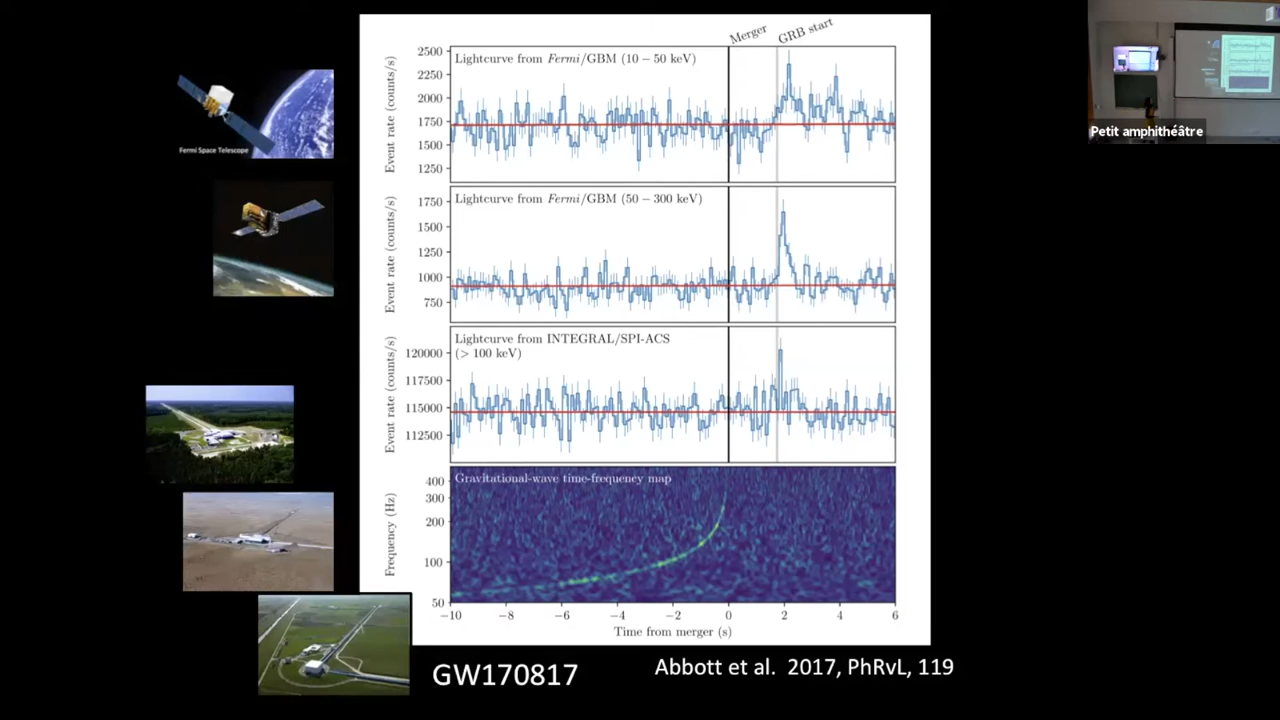 Merger
GRB start
Lightcurve from Fermi/GBM (10 − 50 keV)
Event rate (counts/s)
2500
2250
2000
1750
1500
1250
Lightcurve from Fermi/GBM (50 − 300 keV)
Event rate (counts/s)
1750
1500
1250
1000
750
Lightcurve from INTEGRAL/SPI-ACS
(> 100 keV)
Event rate (counts/s)
120000
117500
115000
112500
Gravitational-wave time-frequency map
Frequency (Hz)
400
300
200
100
50
−10 −8 −6 −4 −2 0 2 4 6
Time from merger (s)
Fermi Space Telescope
GW170817
Abbott et al. 2017, PhRvL, 119
Petit amphithéâtre